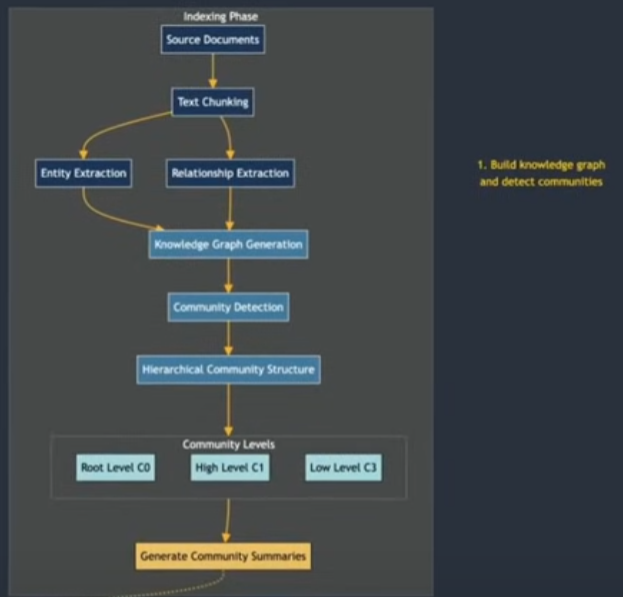 Indexing Phase
Source Documents
Text Chunking
Entity Extraction
Relationship Extraction
1. Build knowledge graph
and detect communities
Knowledge Graph Generation
Community Detection
Hierarchical Community Structure
Community Levels
Root Level C0
High Level C1
Low Level C3
Generate Community Summaries